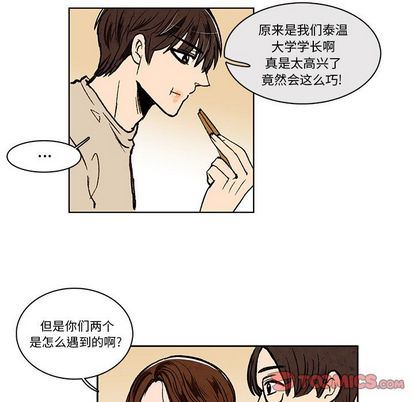 原来是我们泰温
大学学长啊
真是太高兴了
竟然会这么巧!
...
但是你们两个
是怎么遇到的啊?
TOOMICS.COM